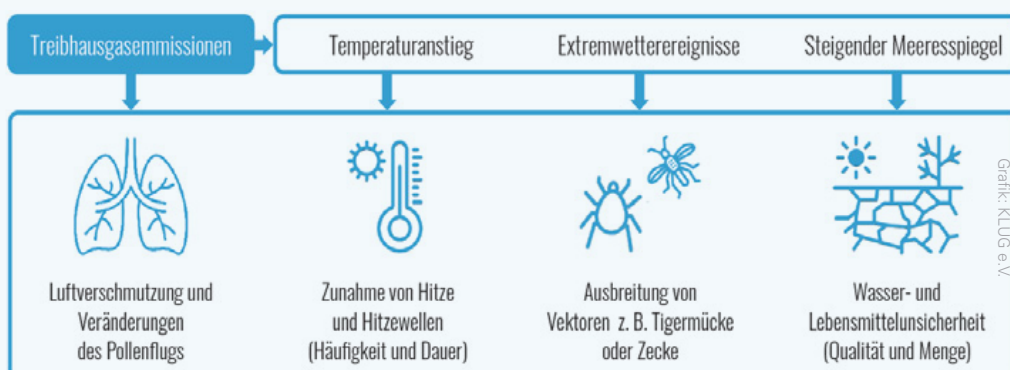 Treibhausgasemmissionen
Temperaturanstieg
Extremwetterereignisse
Steigender Meeresspiegel
Luftverschmutzung und
Veränderungen
des Pollenflugs
Zunahme von Hitze
und Hitzewellen
(Häufigkeit und Dauer)
Ausbreitung von
Vektoren z. B. Tigermücke
oder Zecke
Wasser- und
Lebensmittelunsicherheit
(Qualität und Menge)
Grafik: KLUG e.V.